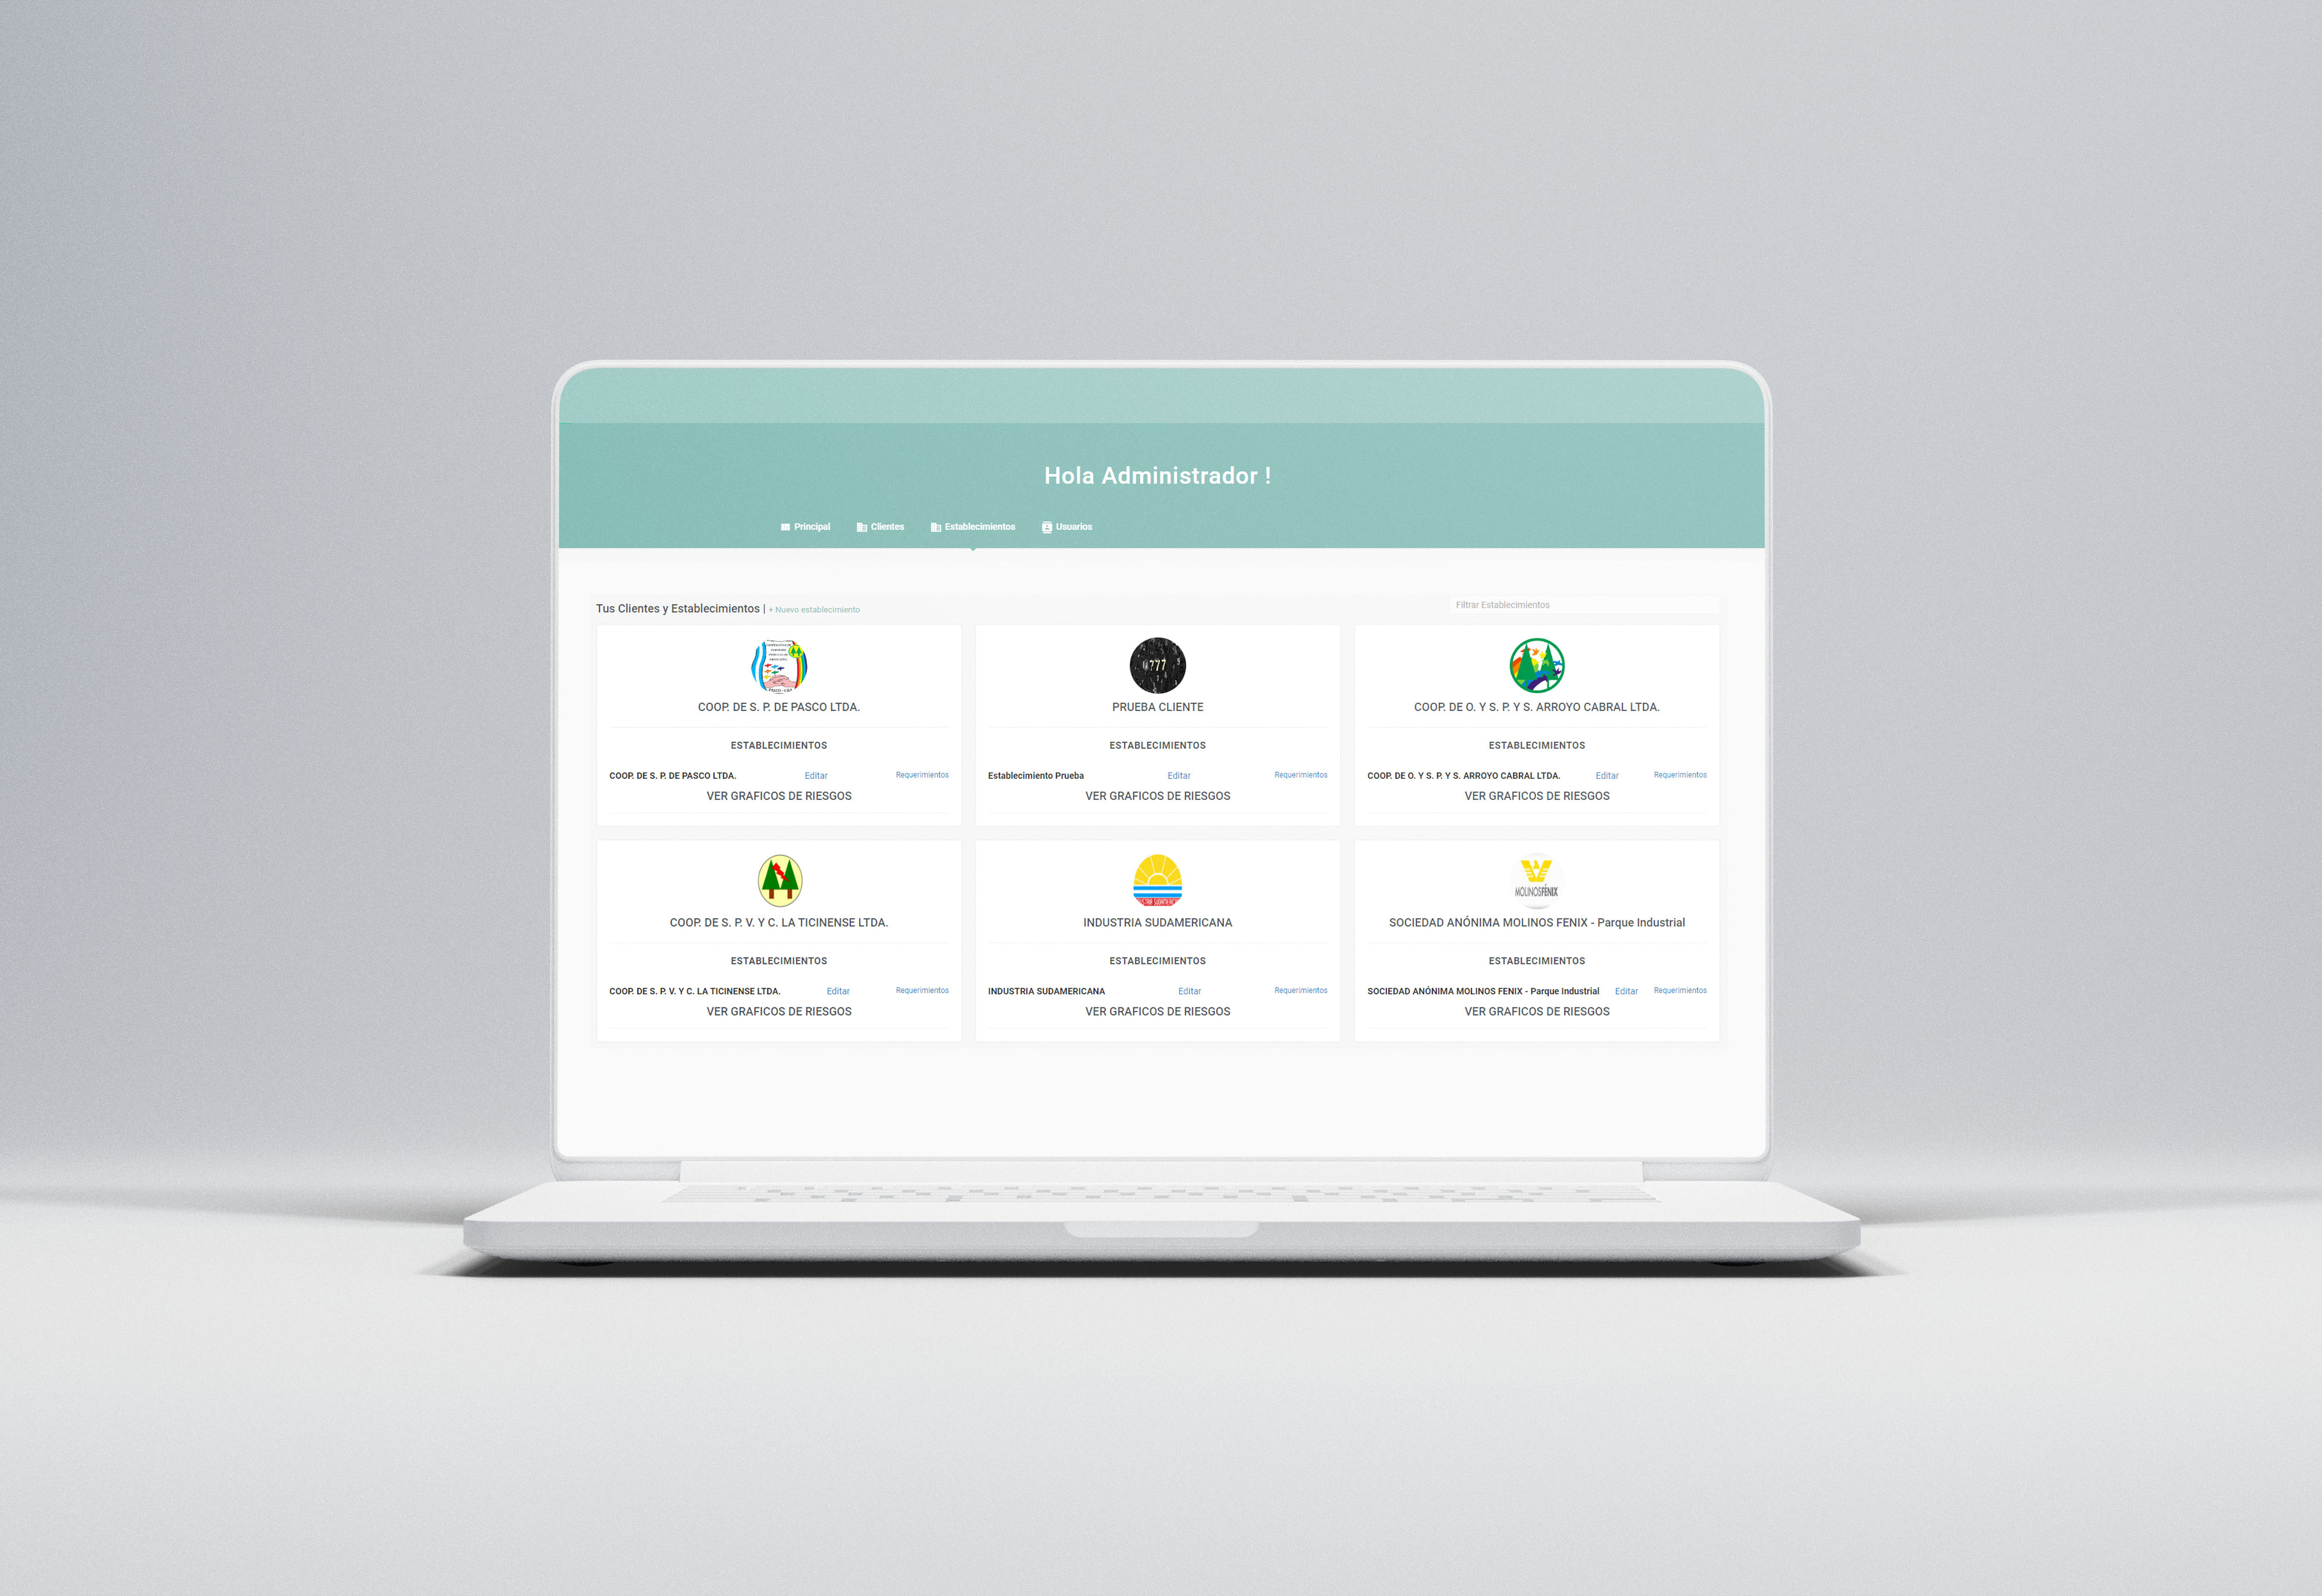 Hola Administrador !
Principal Clientes Establecimientos Usuarios
Tus Clientes y Establecimientos | + Nuevo establecimiento
Filtrar Establecimientos
COOP. DE S. P. DE PASCO LTDA.
ESTABLECIMIENTOS
COOP. DE S. P. DE PASCO LTDA. Editar Requerimientos
VER GRAFICOS DE RIESGOS
???
PRUEBA CLIENTE
ESTABLECIMIENTOS
Establecimiento Prueba Editar Requerimientos
VER GRAFICOS DE RIESGOS
COOP. DE O. Y S. P. Y S. ARROYO CABRAL LTDA.
ESTABLECIMIENTOS
COOP. DE O. Y S. P. Y S. ARROYO CABRAL LTDA. Editar Requerimientos
VER GRAFICOS DE RIESGOS
COOP. DE S. P. V. Y C. LA TICINENSE LTDA.
ESTABLECIMIENTOS
COOP. DE S. P. V. Y C. LA TICINENSE LTDA. Editar Requerimientos
VER GRAFICOS DE RIESGOS
INDUSTRIA SUDAMERICANA
ESTABLECIMIENTOS
INDUSTRIA SUDAMERICANA Editar Requerimientos
VER GRAFICOS DE RIESGOS
MOLINOSFÉNIX
SOCIEDAD ANÓNIMA MOLINOS FENIX - Parque Industrial
ESTABLECIMIENTOS
SOCIEDAD ANÓNIMA MOLINOS FENIX - Parque Industrial Editar Requerimientos
VER GRAFICOS DE RIESGOS